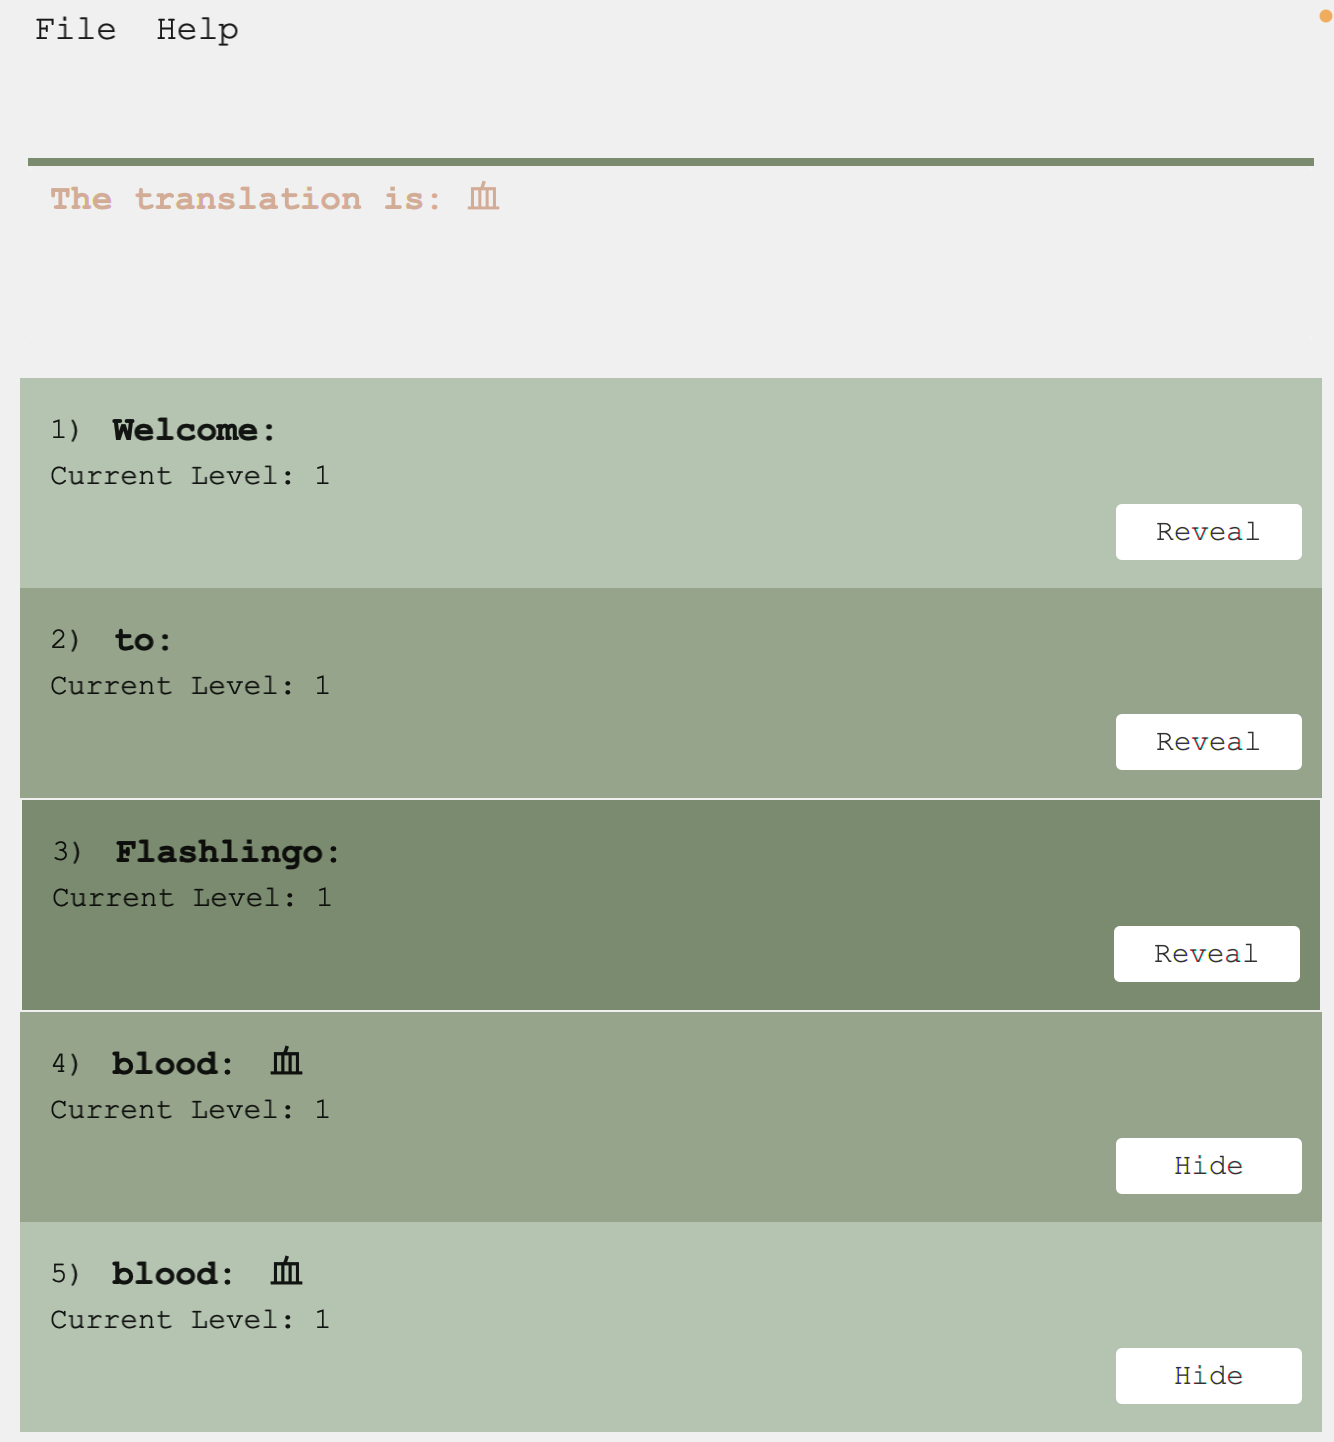 File Help
The translation is: 血
1) Welcome:
Current Level: 1
Reveal
2) to:
Current Level: 1
Reveal
3) Flashlingo:
Current Level: 1
Reveal
4) blood: 血
Current Level: 1
Hide
5) blood: 血
Current Level: 1
Hide